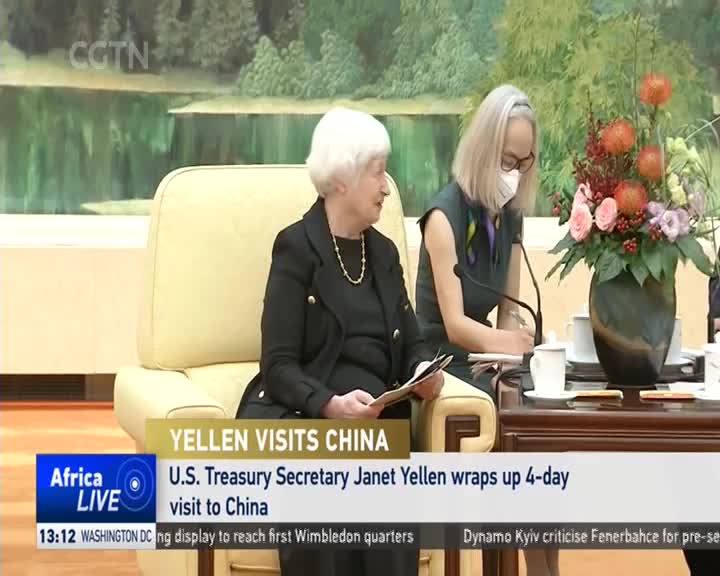 CGTN
YELLEN VISITS CHINA
U.S. Treasury Secretary Janet Yellen wraps up 4-day
visit to China
Africa
LIVE
13:12 WASHINGTON DC
ng display to reach first Wimbledon quarters Dynamo Kyiv criticise Fenerbahce for pre-se